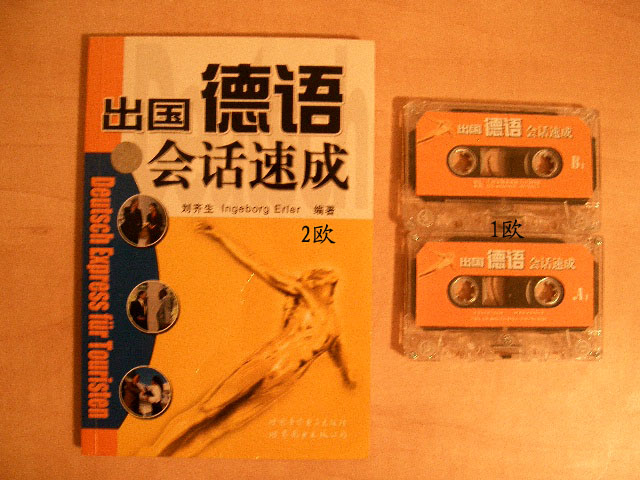 出国 德语
会话速成
刘齐生 Ingeborg Erler 编著
2欧
Deutsch Express für Touristen
出国 德语 会话速成
B
1欧
出国 德语 会话速成
A